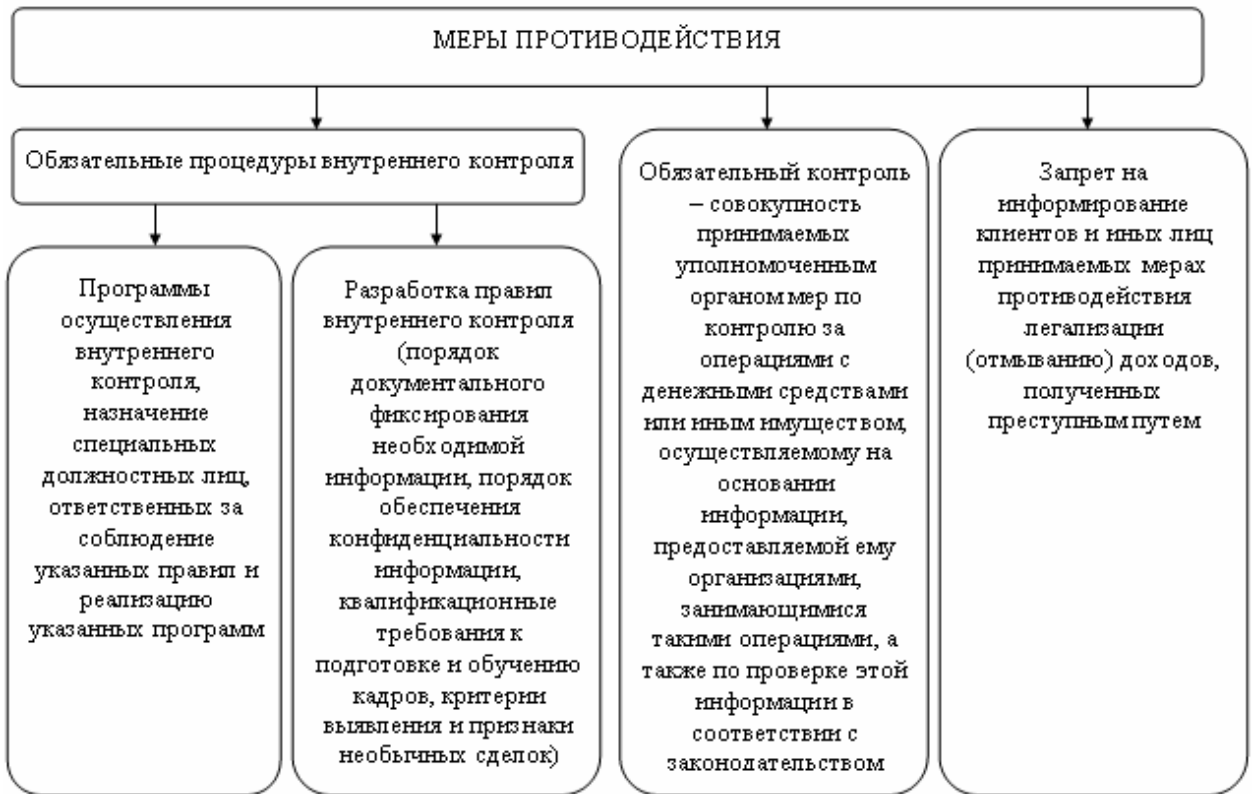 МЕРЫ ПРОТИВОДЕЙСТВИЯ
Обязательные процедуры внутреннего контроля
Программы
осуществления
внутреннего
контроля,
назначение
специальных
должностных лиц,
ответственных за
соблюдение
указанных правил и
реализацию
указанных программ
Разработка правил
внутреннего контроля
(порядок
документального
фиксирования
необходимой
информации, порядок
обеспечения
конфиденциальности
информации,
квалификационные
требования к
подготовке и обучению
кадров, критерии
выявления и признаки
необычных сделок)
Обязательный контроль
– совокупность
принимаемых
уполномоченным
органом мер по
контролю за
операциями с
денежными средствами
или иным имуществом,
осуществляемому на
основании
информации,
предоставляемой ему
организациями,
занимающимися
такими операциями, а
также по проверке этой
информации в
соответствии с
законодательством
Запрет на
информирование
клиентов и иных лиц
принимаемых мерах
противодействия
легализации
(отмыванию) доходов,
полученных
преступным путем